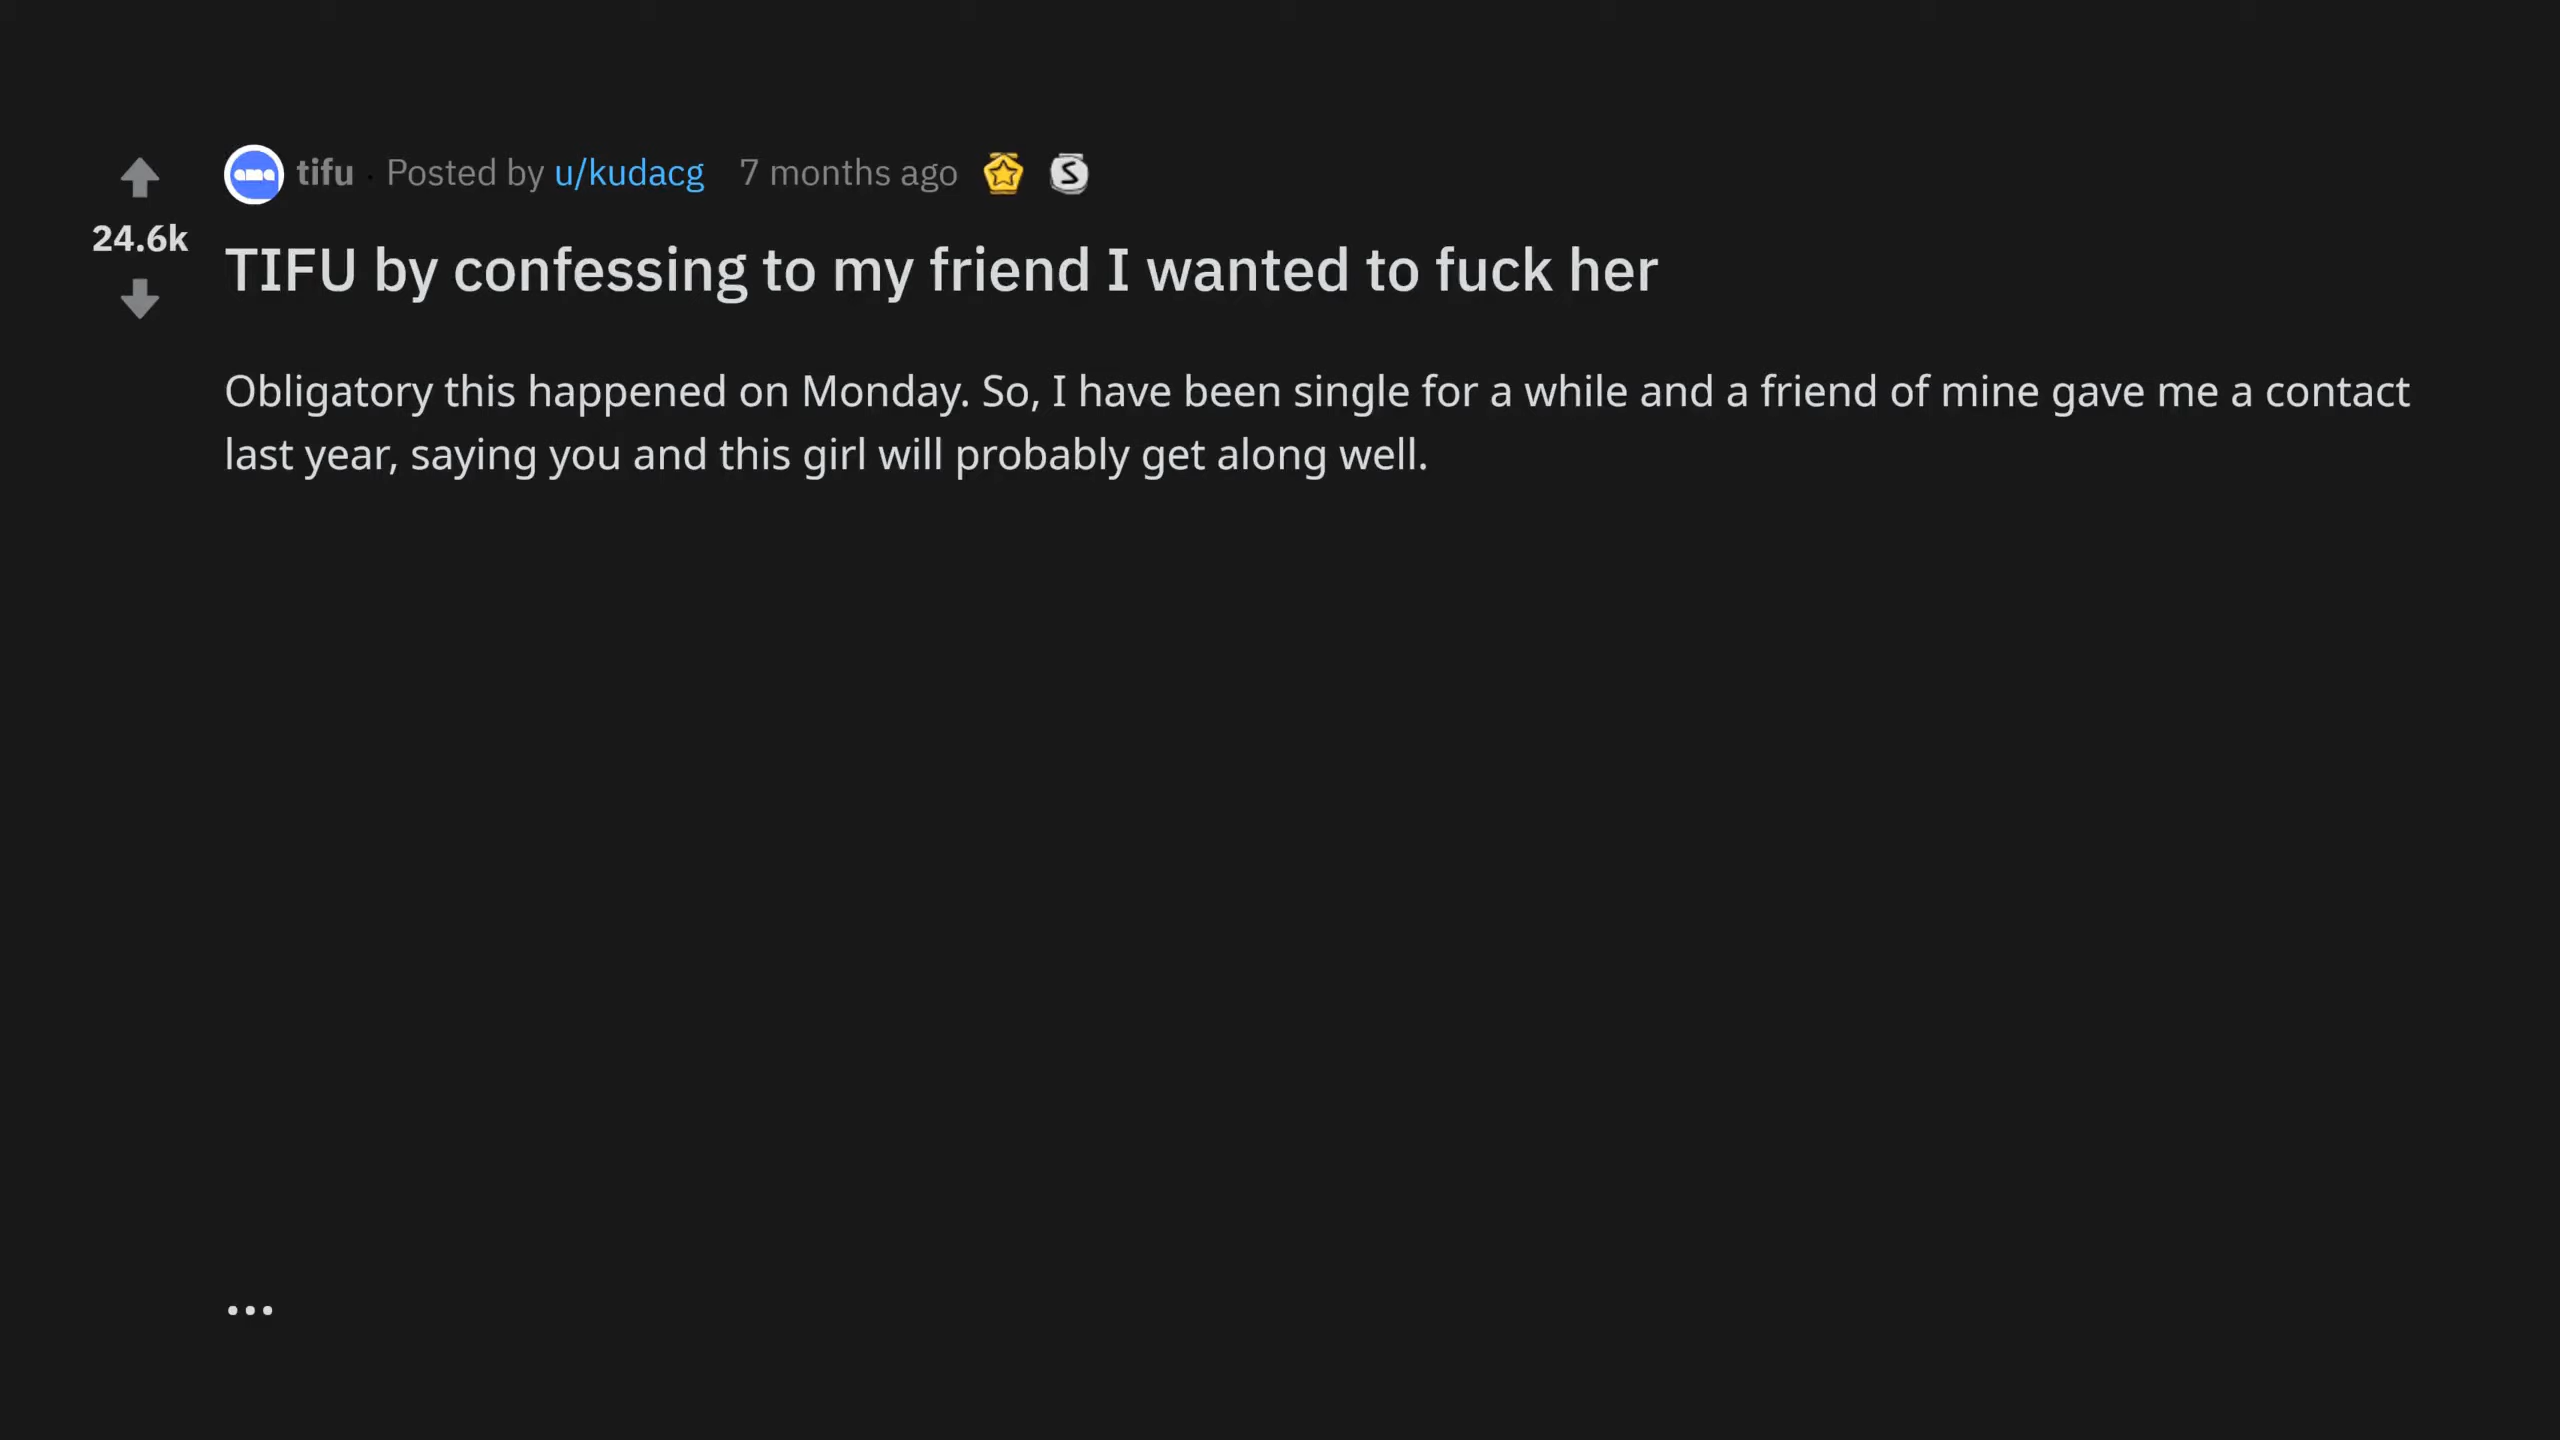 tifu · Posted by u/kudacg 7 months ago
24.6k
TIFU by confessing to my friend I wanted to fuck her
Obligatory this happened on Monday. So, I have been single for a while and a friend of mine gave me a contact
last year, saying you and this girl will probably get along well.
...